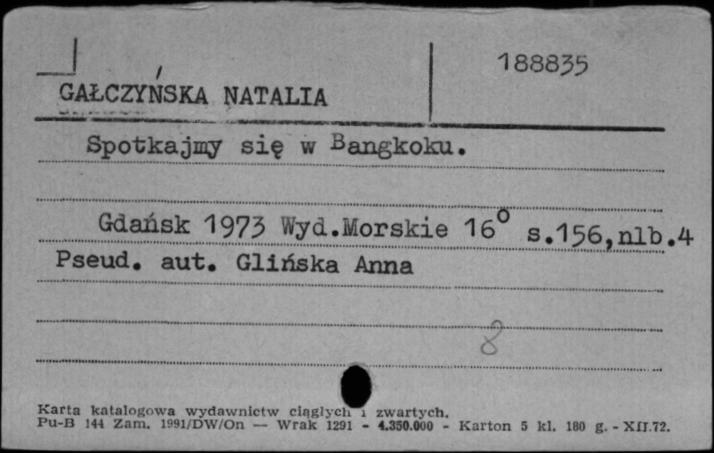 188835
GAŁCZYŃSKA NATALIA
Spotkajmy się w Bangkoku.
Gdańsk 1973 Wyd.Morskie 16° s.156,nlb.4
Pseud. aut. Glińska Anna
8
Karta katalogowa wydawnictw ciągłych i zwartych.
Pu-B 144 Zam. 1991/DW/On — Wrak 1291 - 4.350.000 - Karton 5 kl. 180 g. - XII.72.